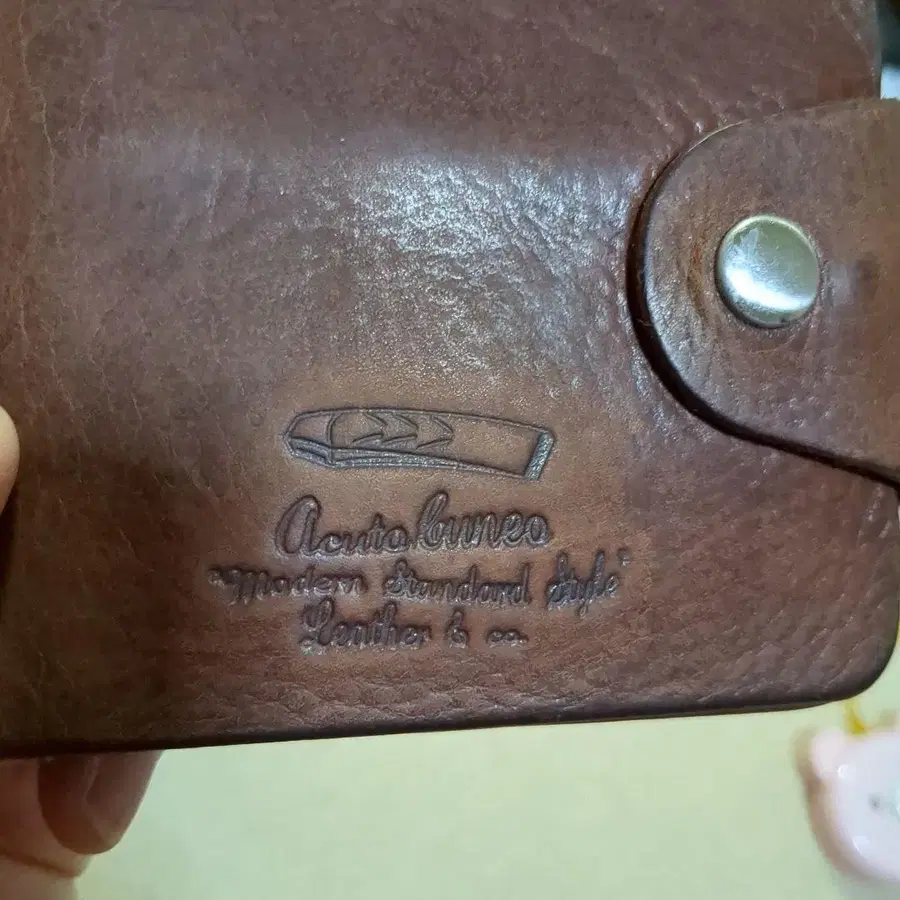 Acuto Cuneo
"Modern Standard Style"
Leather & co.